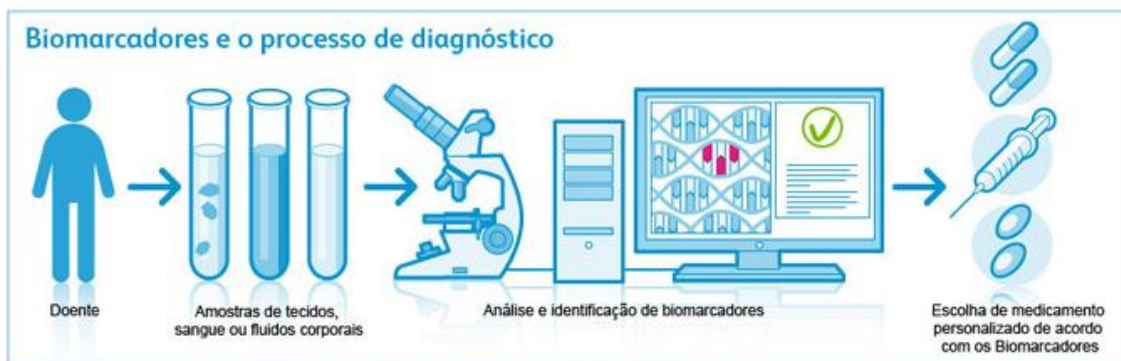 Biomarcadores e o processo de diagnóstico
Doente
Amostras de tecidos,
sangue ou fluidos corporais
Análise e identificação de biomarcadores
Escolha de medicamento
personalizado de acordo
com os Biomarcadores